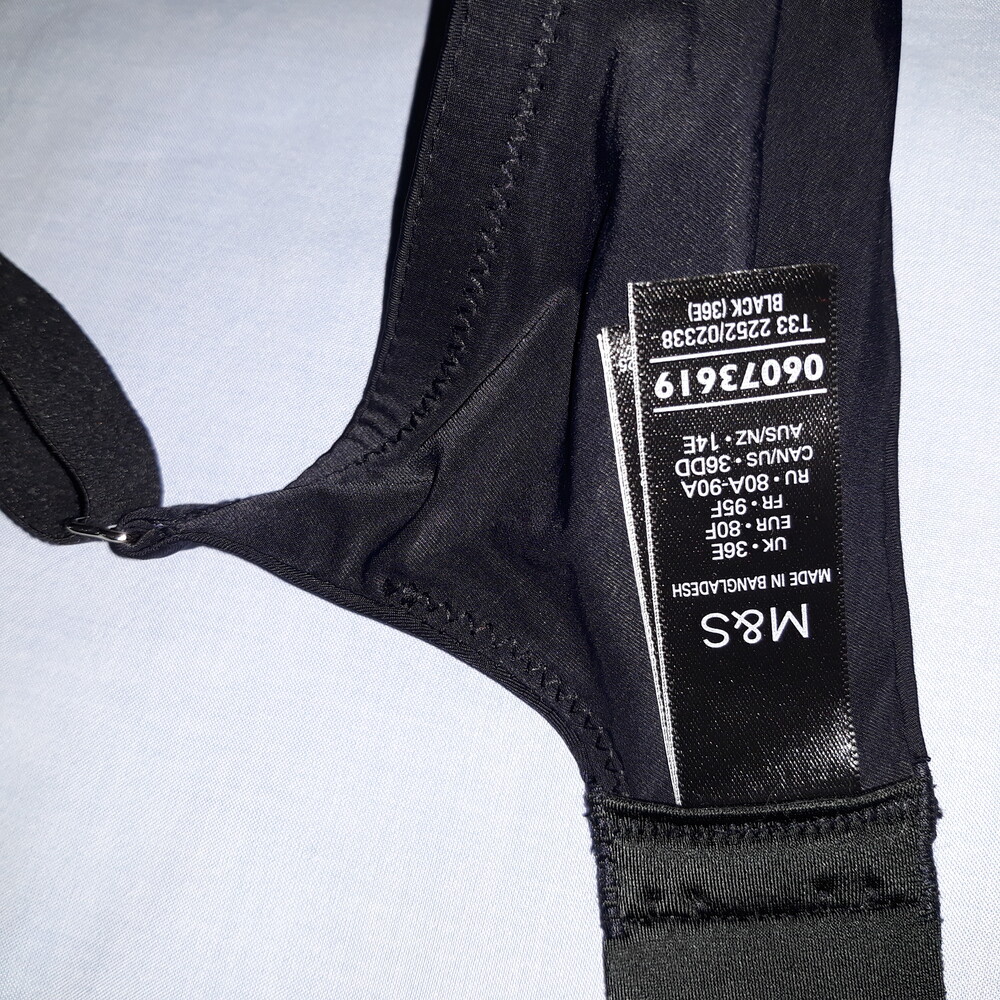 M&S
MADE IN BANGLADESH
UK • 36E
EUR • 80F
FR • 95F
RU • 80A-90A
CAN/US • 36DD
AUS/NZ • 14E
06073619
T33 2252/02338 -
BLACK (36E)